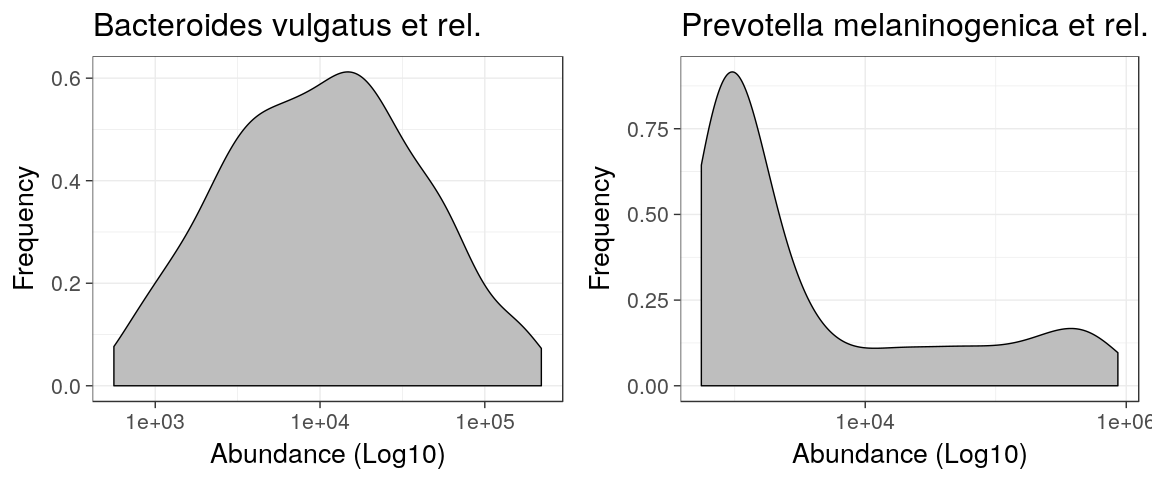 Bacteroides vulgatus et rel.
Frequency
0.6
0.4
0.2
0.0
1e+03 1e+04 1e+05
Abundance (Log10)
Prevotella melaninogenica et rel.
Frequency
0.75
0.50
0.25
0.00
1e+04 1e+06
Abundance (Log10)